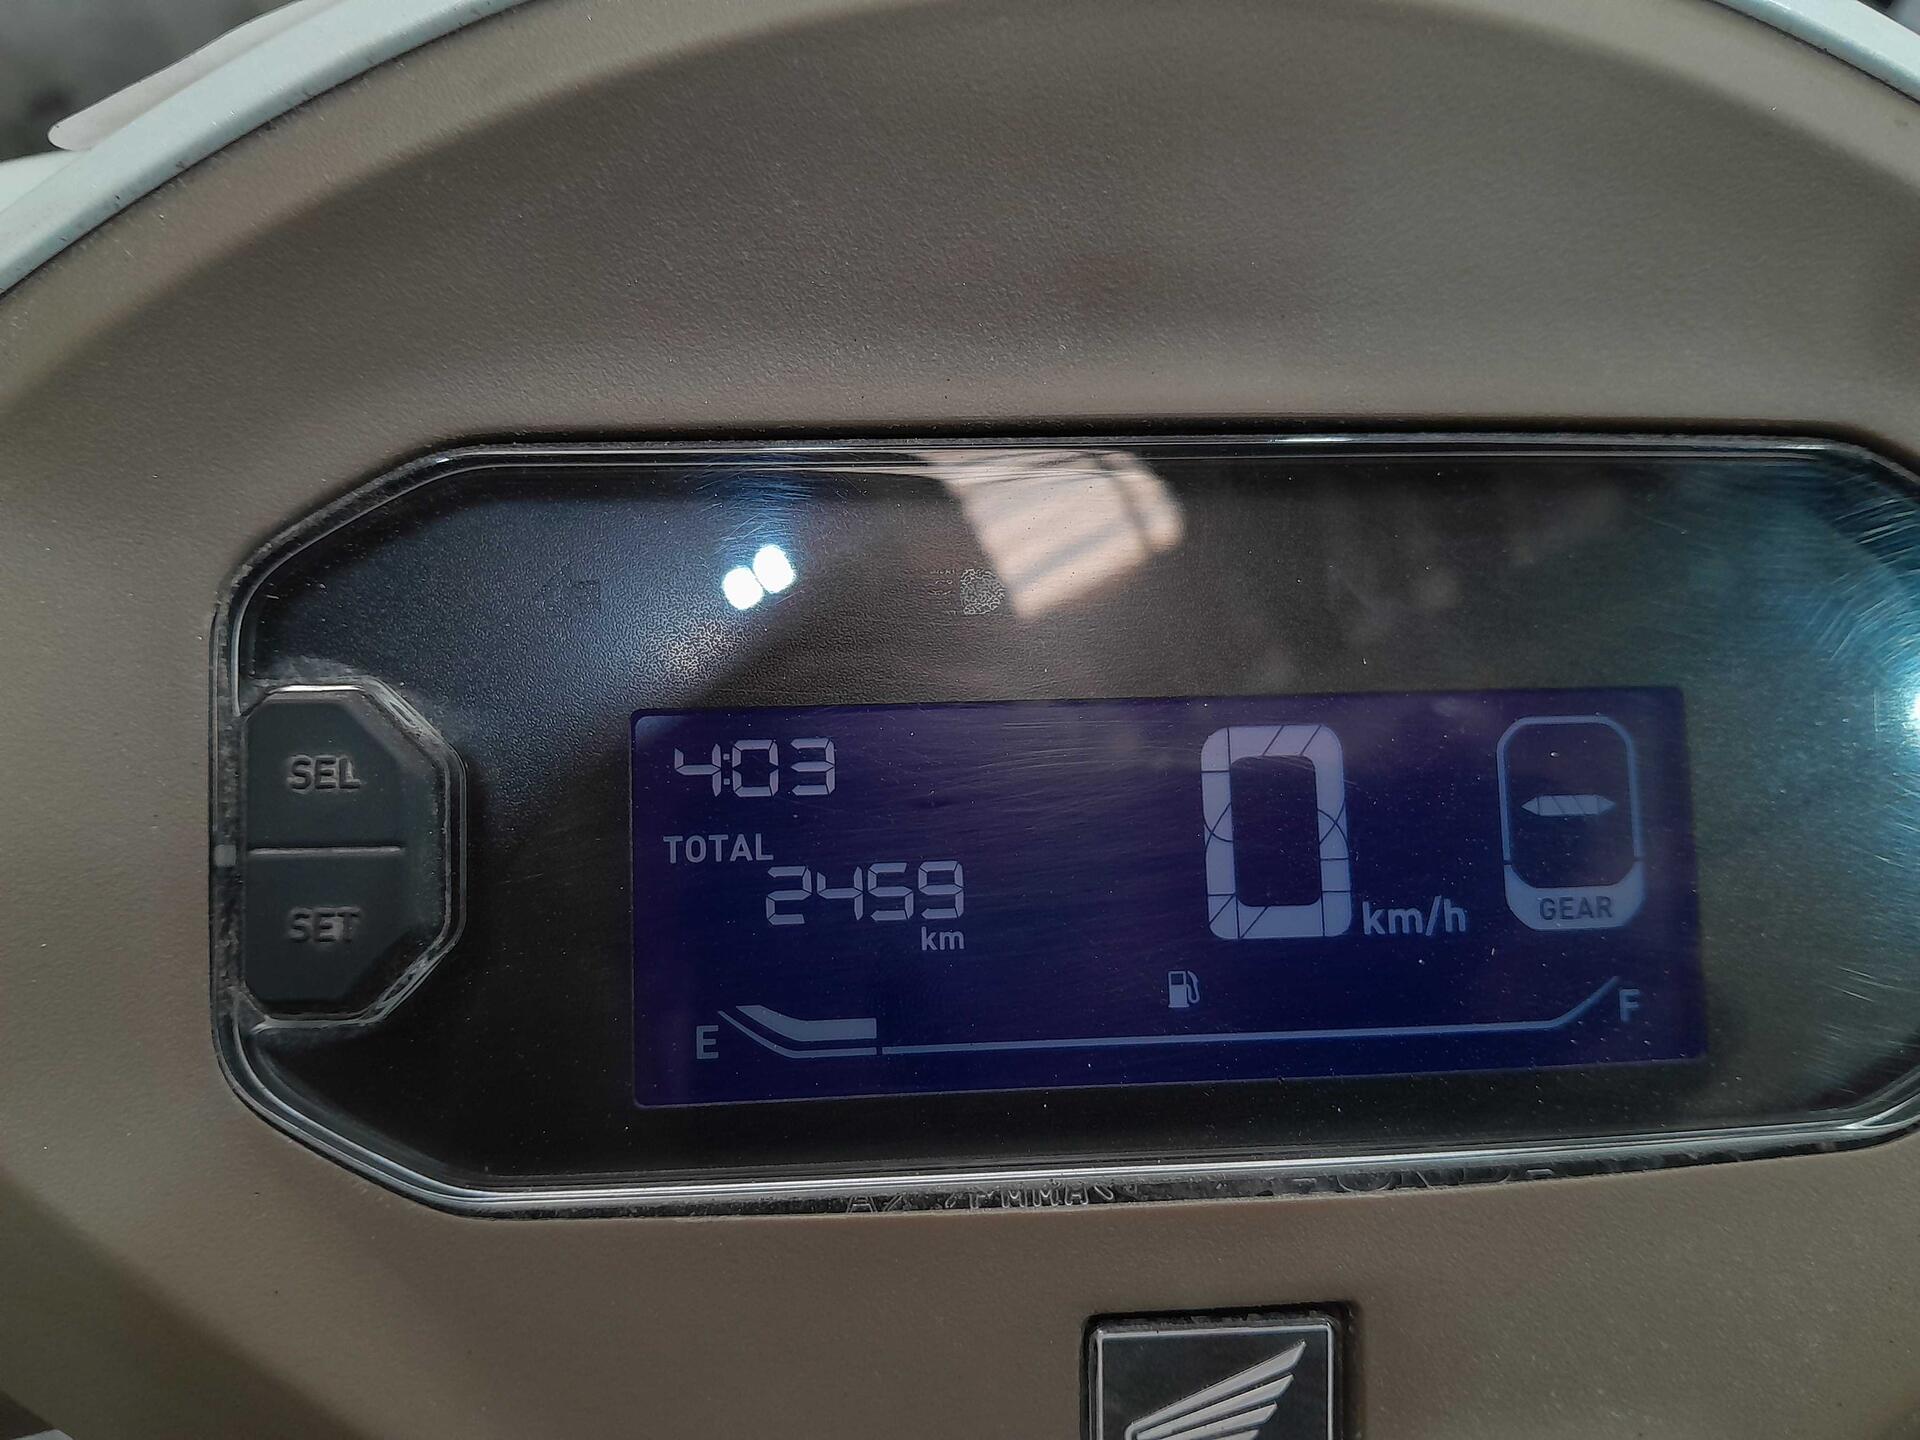 SEL
SET
4:03
TOTAL
2459
km
0 km/h
-
GEAR
E F